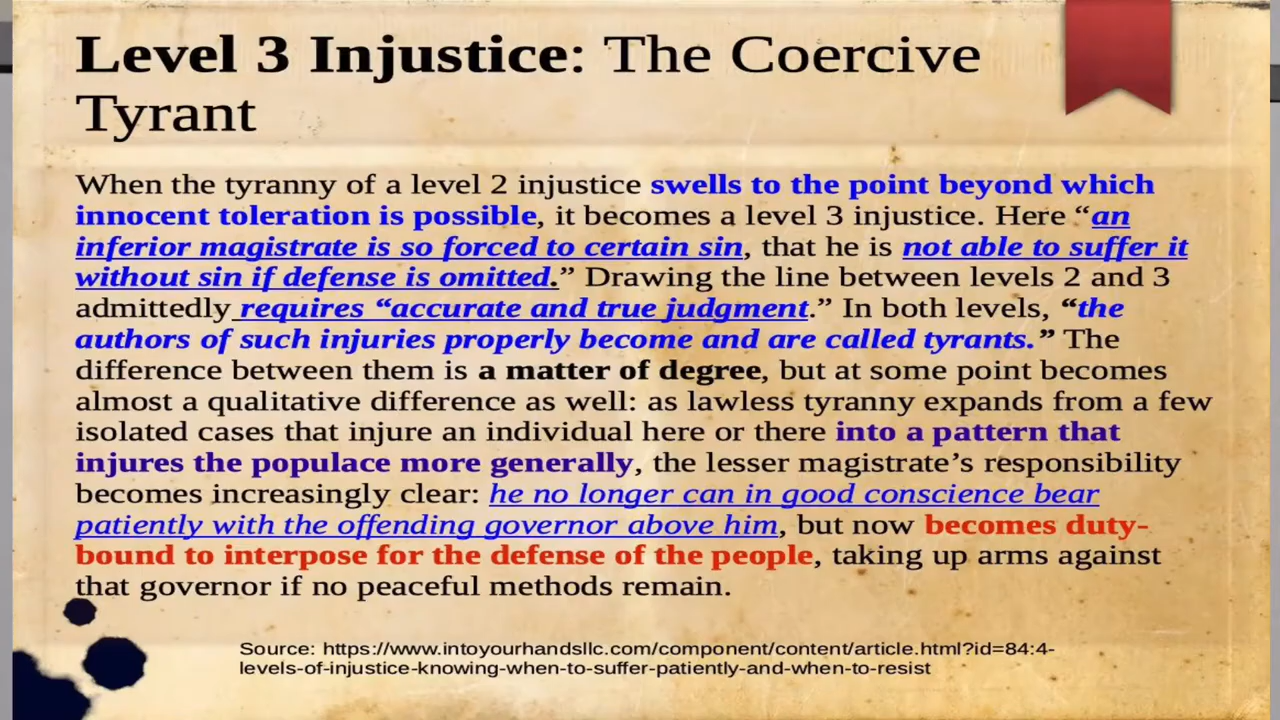 Level 3 Injustice: The Coercive
Tyrant
When the tyranny of a level 2 injustice swells to the point beyond which
innocent toleration is possible, it becomes a level 3 injustice. Here “an
inferior magistrate is so forced to certain sin, that he is not able to suffer it
without sin if defense is omitted.” Drawing the line between levels 2 and 3
admittedly requires “accurate and true judgment.” In both levels, “the
authors of such injuries properly become and are called tyrants.” The
difference between them is a matter of degree, but at some point becomes
almost a qualitative difference as well: as lawless tyranny expands from a few
isolated cases that injure an individual here or there into a pattern that
injures the populace more generally, the lesser magistrate’s responsibility
becomes increasingly clear: he no longer can in good conscience bear
patiently with the offending governor above him, but now becomes duty-
bound to interpose for the defense of the people, taking up arms against
that governor if no peaceful methods remain.
Source: https://www.intoyourhandsllc.com/component/content/article.html?id=84:4-
levels-of-injustice-knowing-when-to-suffer-patiently-and-when-to-resist